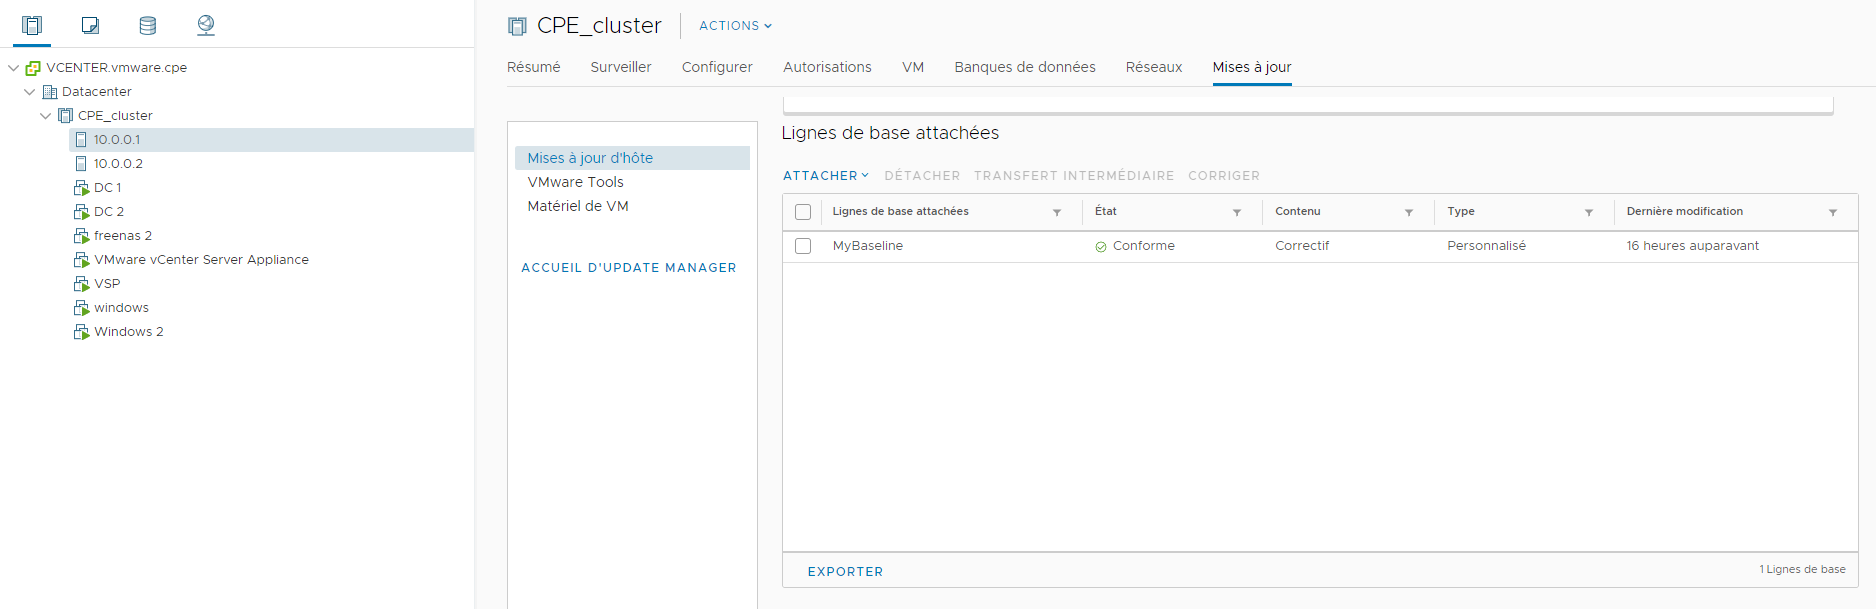 CPE_cluster ACTIONS
Résumé Surveiller Configurer Autorisations VM Banques de données Réseaux Mises à jour
VCENTER.vmware.cpe
Datacenter
CPE_cluster
10.0.0.1
10.0.0.2
DC 1
DC 2
freenas 2
VMware vCenter Server Appliance
VSP
windows
Windows 2
Mises à jour d'hôte
VMware Tools
Matériel de VM
ACCUEIL D'UPDATE MANAGER
Lignes de base attachées
ATTACHER DÉTACHER TRANSFERT INTERMÉDIAIRE CORRIGER
Lignes de base attachées État Contenu Type Dernière modification
MyBaseline Conforme Correctif Personnalisé 16 heures auparavant
EXPORTER 1 Lignes de base